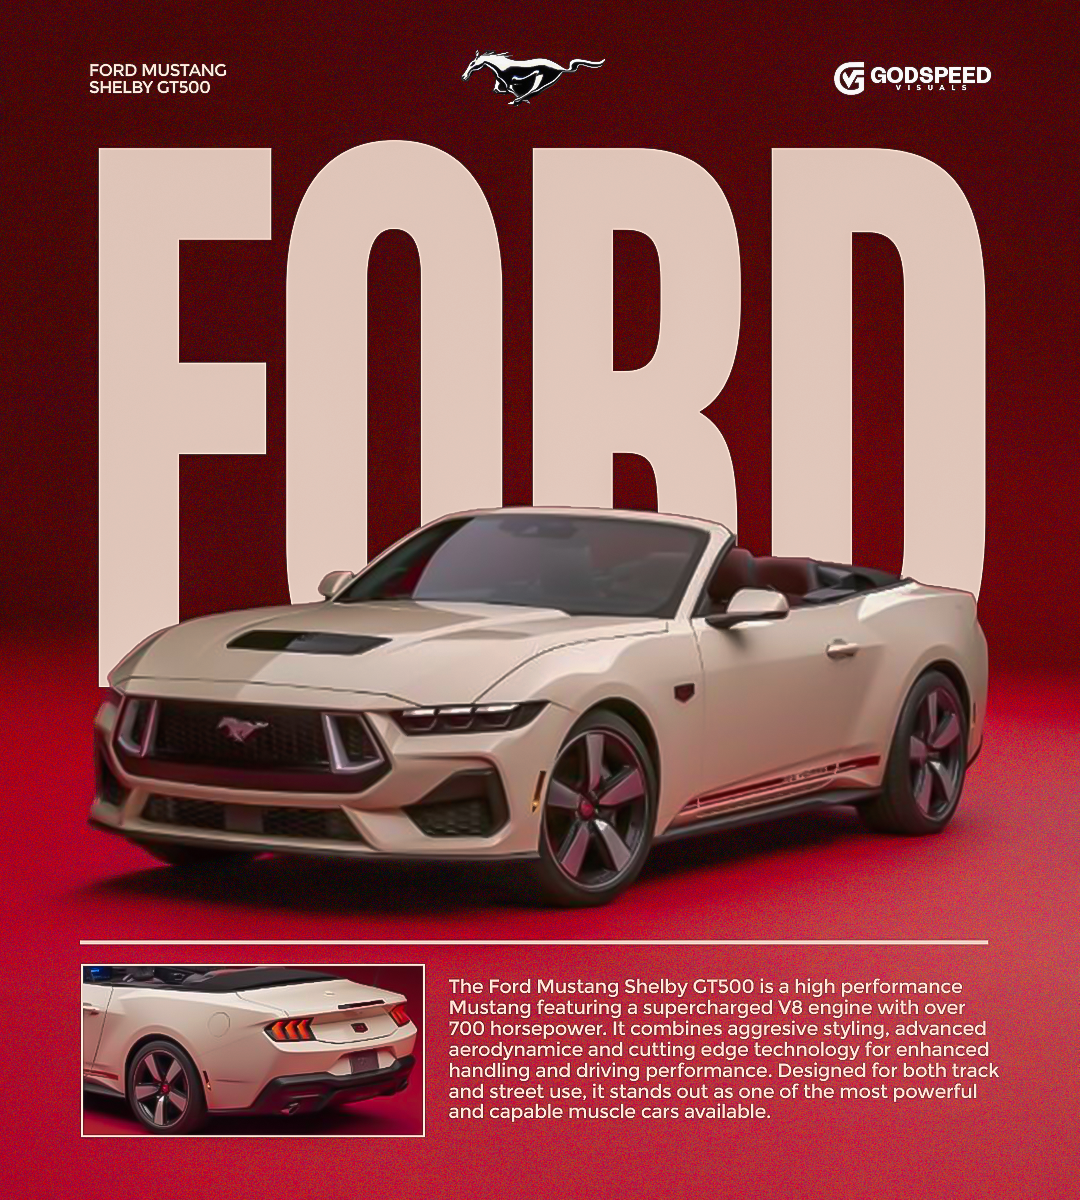 FORD MUSTANG
SHELBY GT500
GODSPEED
VISUALS
FORD
The Ford Mustang Shelby GT500 is a high performance
Mustang featuring a supercharged V8 engine with over
700 horsepower. It combines aggresive styling, advanced
aerodynamice and cutting edge technology for enhanced
handling and driving performance. Designed for both track
and street use, it stands out as one of the most powerful
and capable muscle cars available.